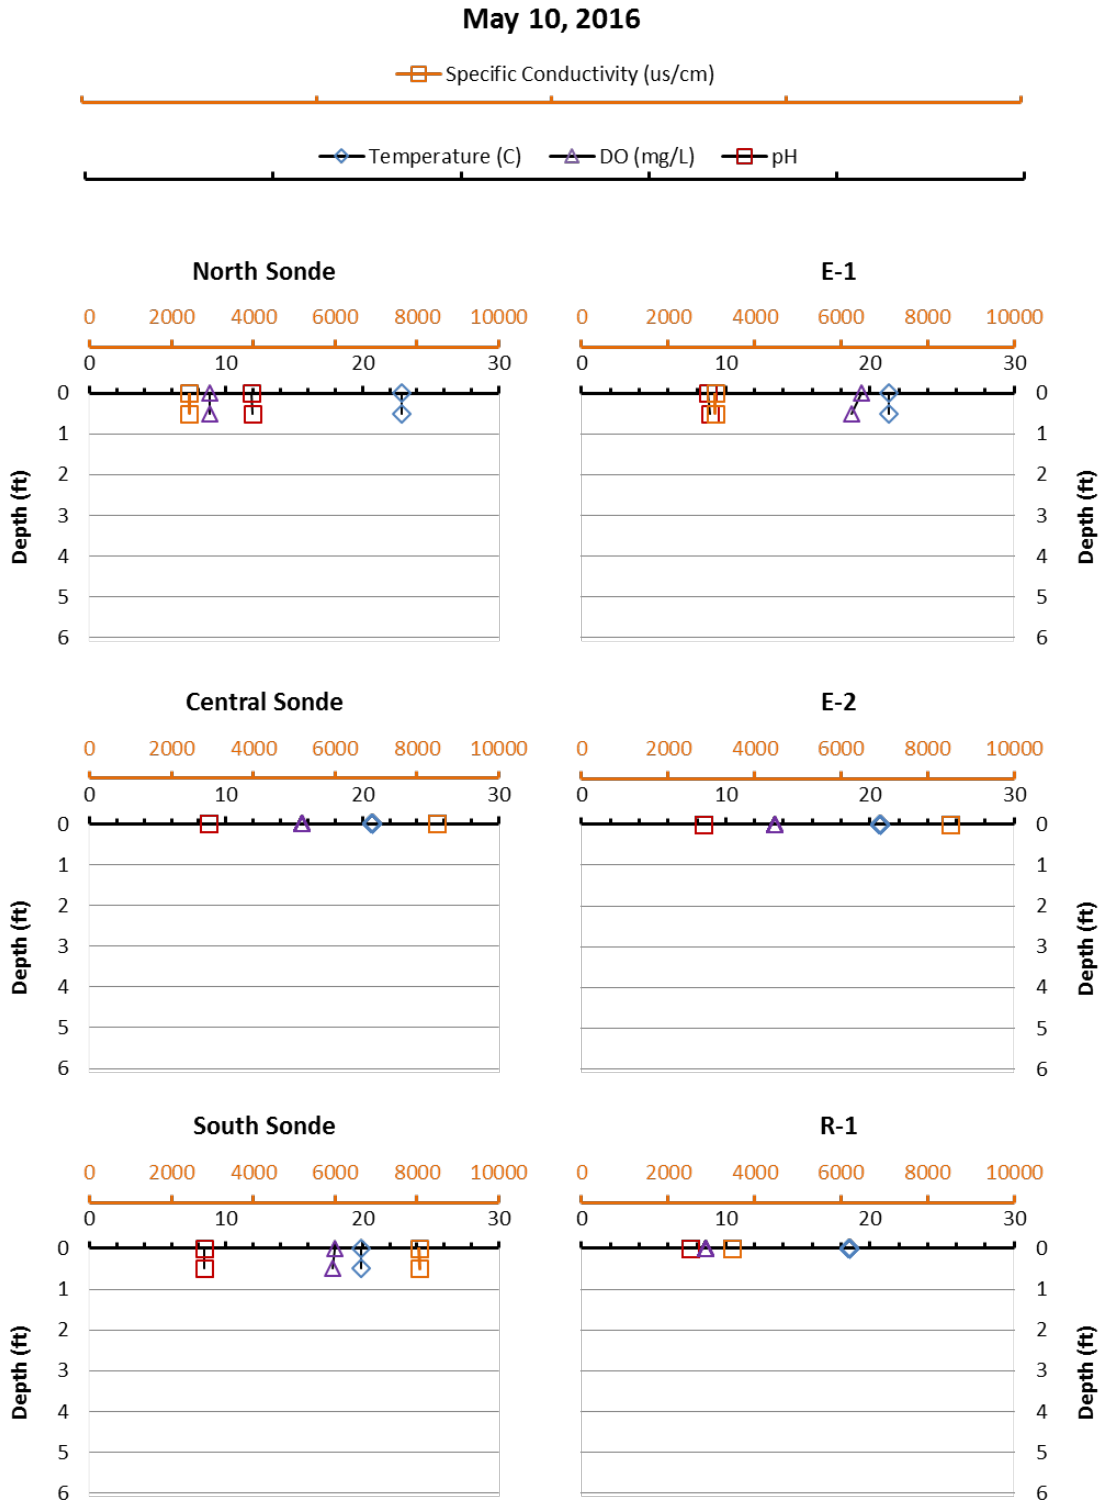 May 10, 2016
Specific Conductivity (us/cm)
Temperature (C) DO (mg/L) pH
North Sonde
0 2000 4000 6000 8000 10000
0 10 20 30
0
1
2
3
4
5
6
Depth (ft)
E-1
0 2000 4000 6000 8000 10000
0 10 20 30
0
1
2
3
4
5
6
Depth (ft)
Central Sonde
0 2000 4000 6000 8000 10000
0 10 20 30
0
1
2
3
4
5
6
Depth (ft)
E-2
0 2000 4000 6000 8000 10000
0 10 20 30
0
1
2
3
4
5
6
Depth (ft)
South Sonde
0 2000 4000 6000 8000 10000
0 10 20 30
0
1
2
3
4
5
6
Depth (ft)
R-1
0 2000 4000 6000 8000 10000
0 10 20 30
0
1
2
3
4
5
6
Depth (ft)